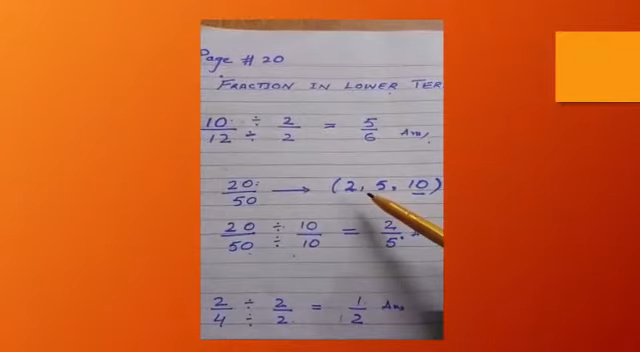 Page # 20
FRACTION IN LOWER TER
10/12 ÷ 2/2 = 5/6 Ans,
20/50 → (2, 5, 10)
20/50 ÷ 10/10 = 2/5
2/4 ÷ 2/2 = 1/2 Ans